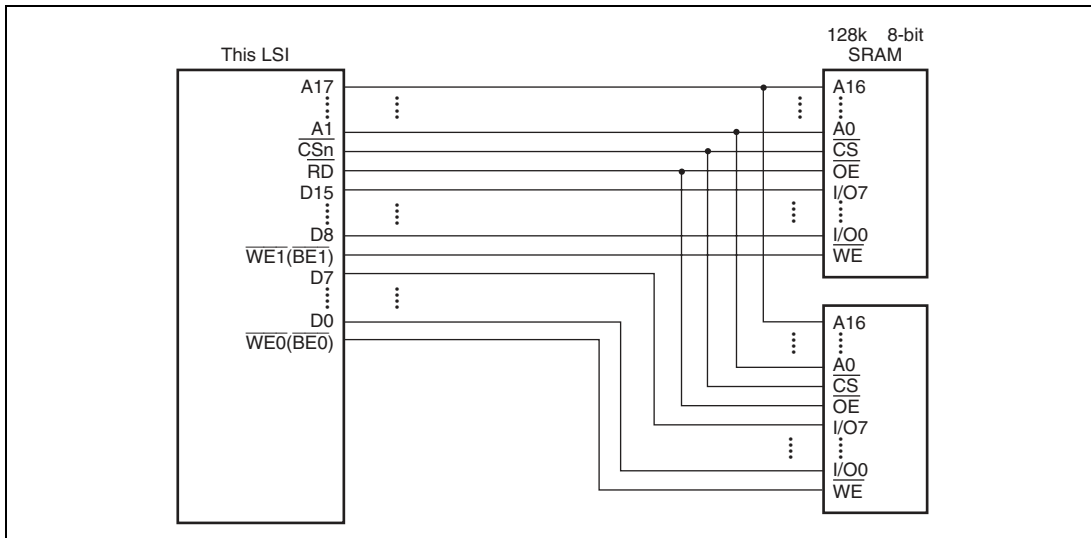 128k 8-bit
SRAM
This LSI
A17
A1
CSn
RD
D15
D8
WE1(BE1)
D7
D0
WE0(BE0)
A16
A0
CS
OE
I/O7
I/O0
WE
A16
A0
CS
OE
I/O7
I/O0
WE